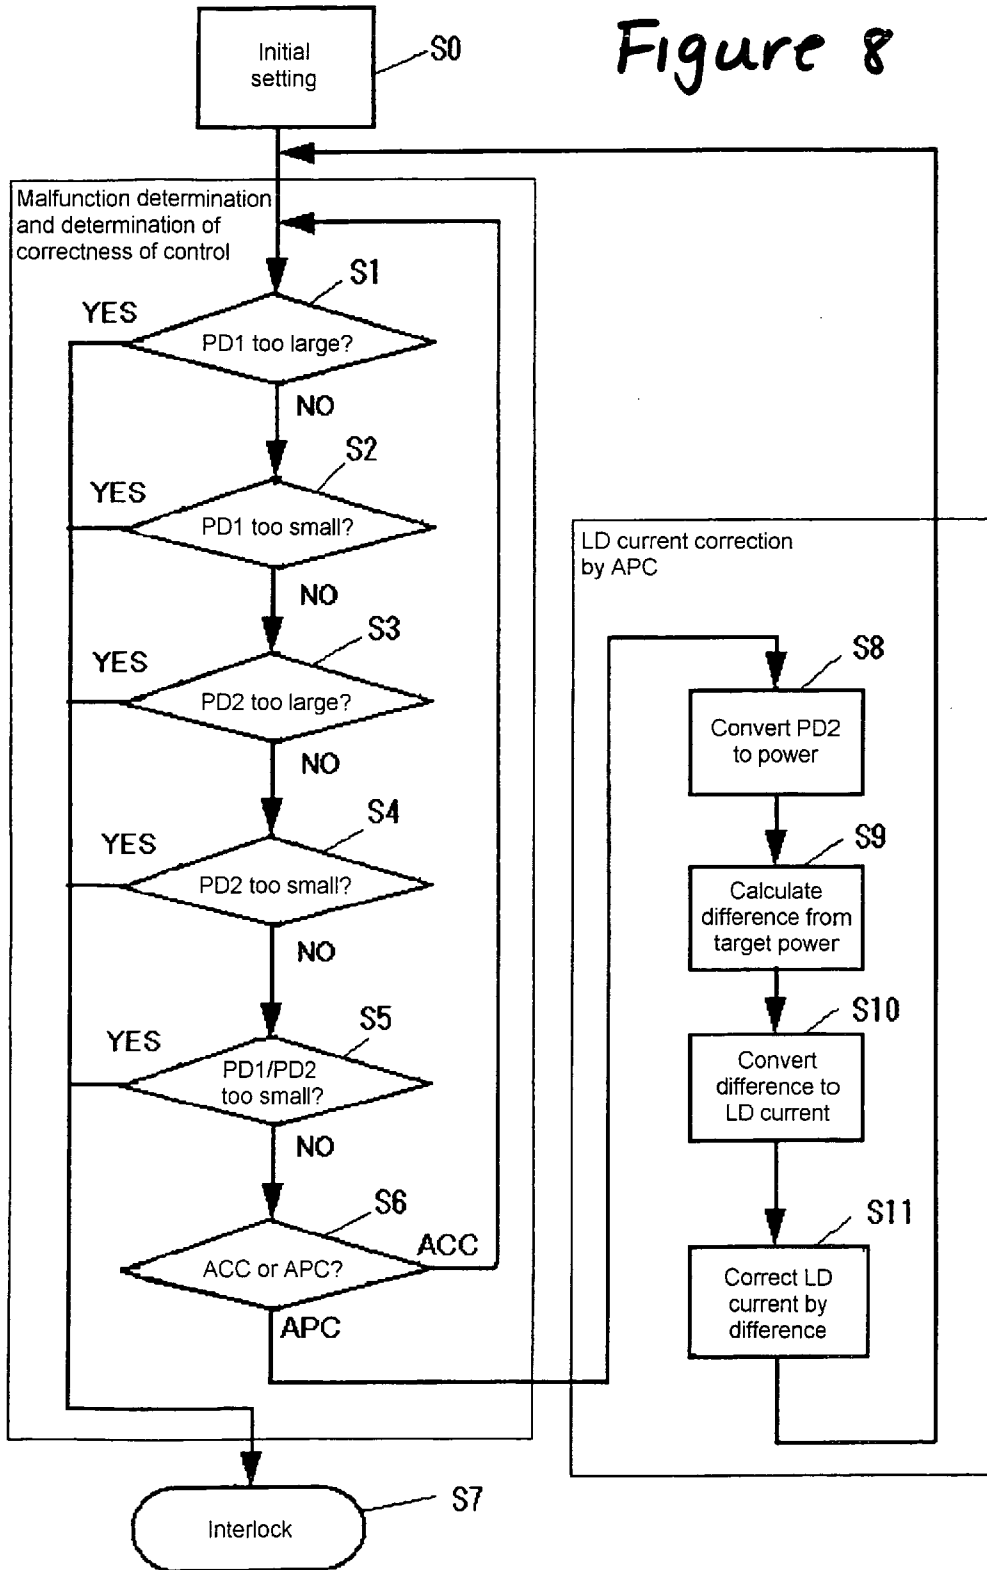 Figure 8
Initial
setting
S0
Malfunction determination
and determination of
correctness of control
S1
YES
PD1 too large?
NO
S2
YES
PD1 too small?
NO
S3
YES
PD2 too large?
NO
S4
YES
PD2 too small?
NO
S5
YES
PD1/PD2
too small?
NO
S6
ACC or APC?
ACC
APC
Interlock
S7
LD current correction
by APC
S8
Convert PD2
to power
S9
Calculate
difference from
target power
S10
Convert
difference to
LD current
S11
Correct LD
current by
difference